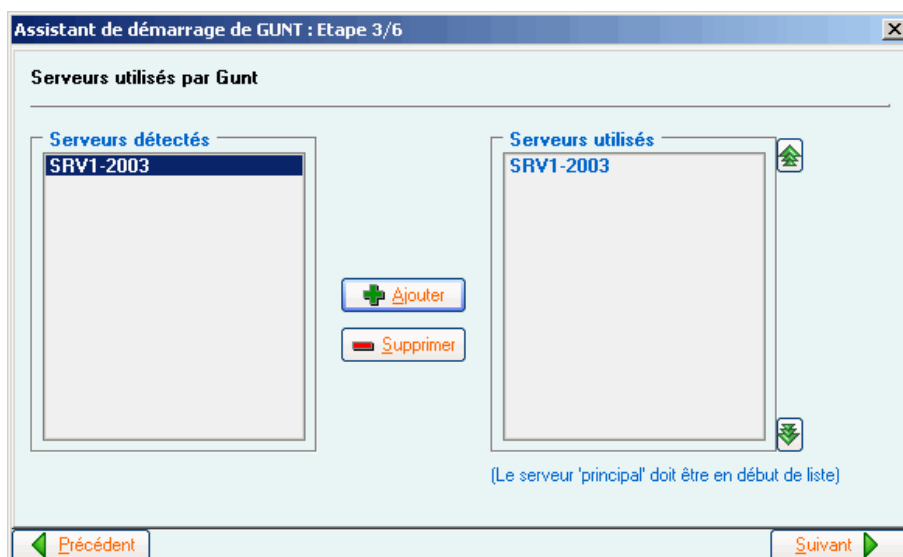 Assistant de démarrage de GUNT : Etape 3/6
Serveurs utilisés par Gunt
Serveurs détectés
SRV1-2003
Ajouter
Supprimer
Serveurs utilisés
SRV1-2003
(Le serveur 'principal' doit être en début de liste)
Précédent
Suivant